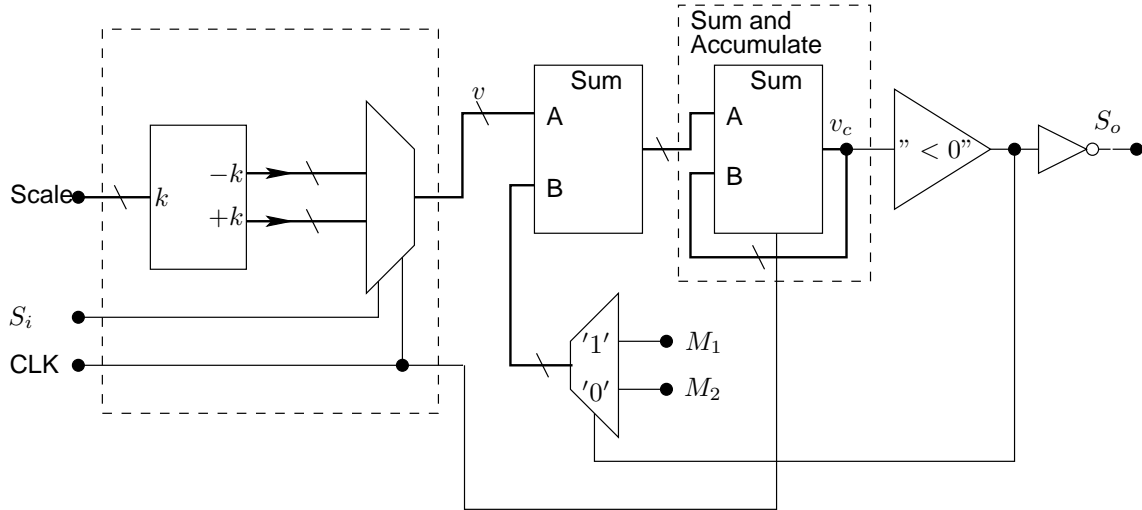 Sum and
Accumulate
Sum
Sum
v
A
A
v_c
" < 0"
S_o
B
B
Scale
k
−k
+k
S_i
CLK
'1'
M_1
'0'
M_2